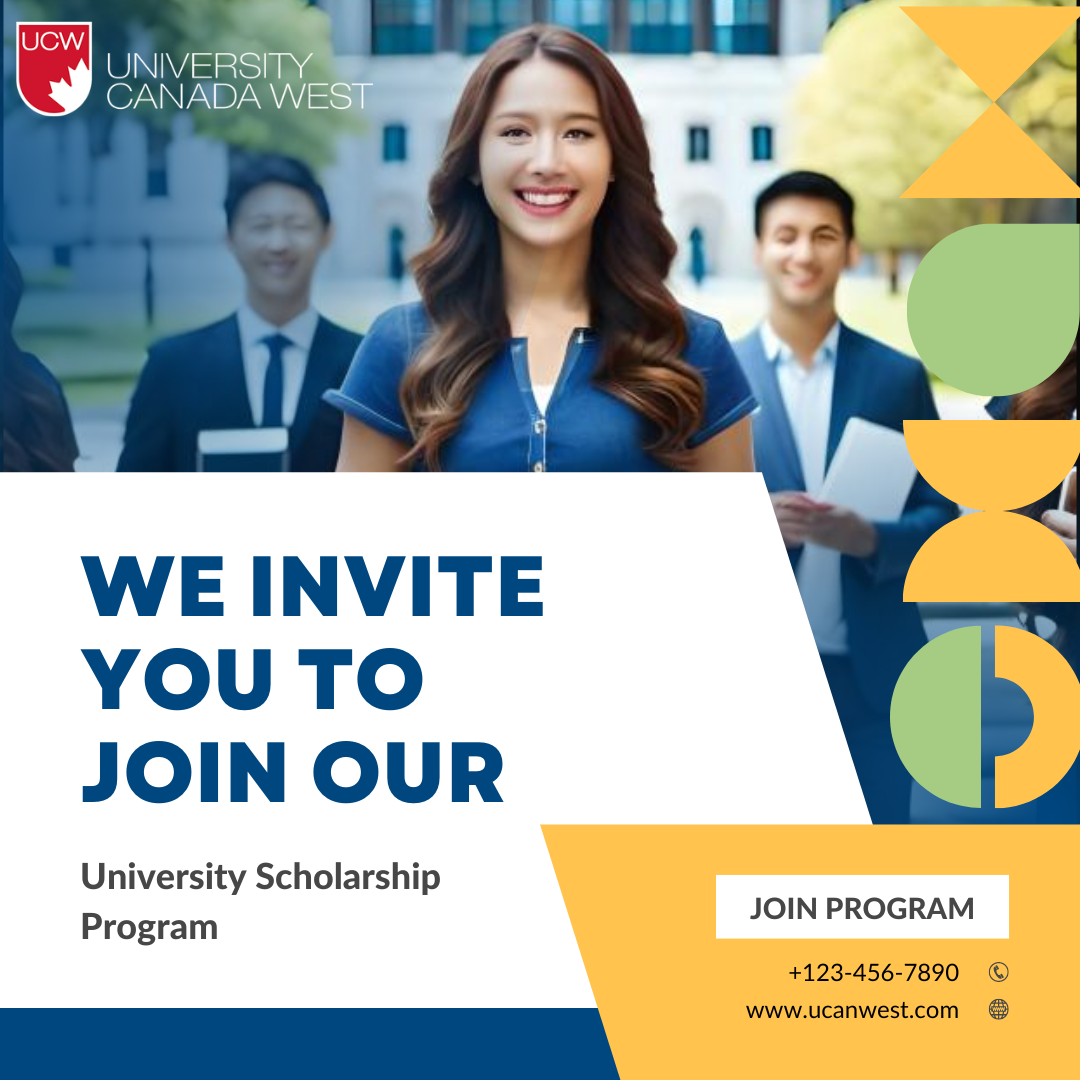 UCW
UNIVERSITY
CANADA WEST
WE INVITE
YOU TO
JOIN OUR
University Scholarship
Program
JOIN PROGRAM
+123-456-7890
www.ucanwest.com